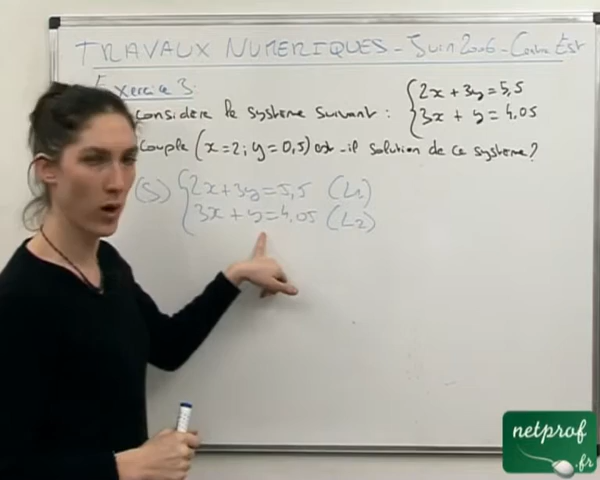 TRAVAUX NUMERIQUES - Juin 2006 - Centre Est
Exercice 3:
considère le système suivant : { 2x + 3y = 5,5
3x + y = 4,05
couple (x = 2 ; y = 0,5) est-il solution de ce système ?
(S) { 2x + 3y = 5,5 (L1)
3x + y = 4,05 (L2)
netprof
.fr